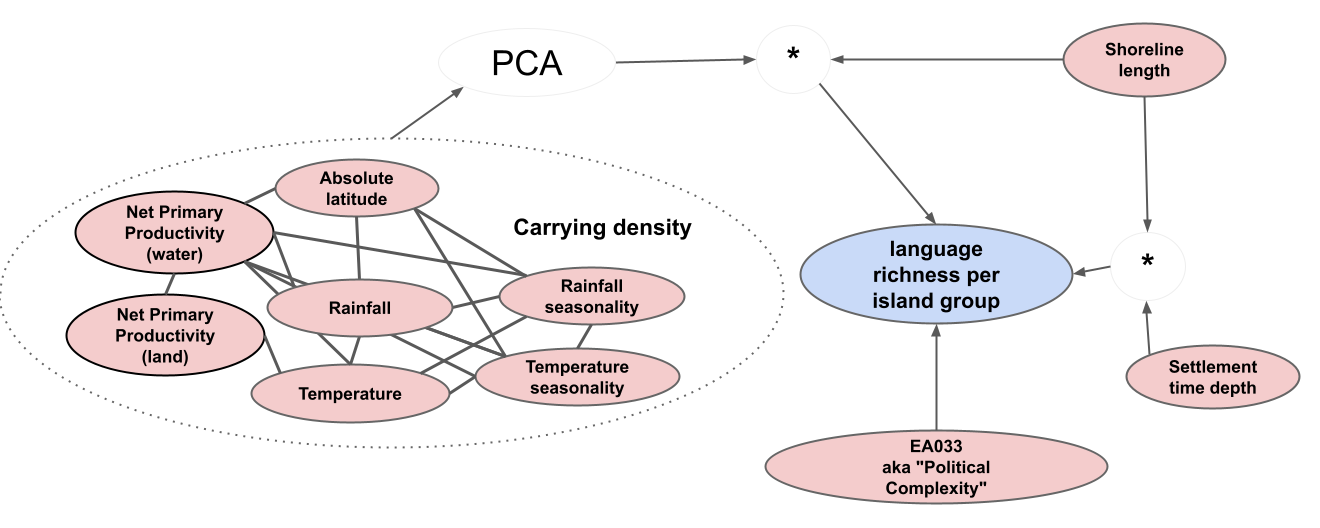 PCA
*
Shoreline
length
Absolute
latitude
Net Primary
Productivity
(water)
Carrying density
Rainfall
seasonality
Rainfall
Net Primary
Productivity
(land)
Temperature
seasonality
Temperature
language
richness per
island group
*
Settlement
time depth
EA033
aka "Political
Complexity"